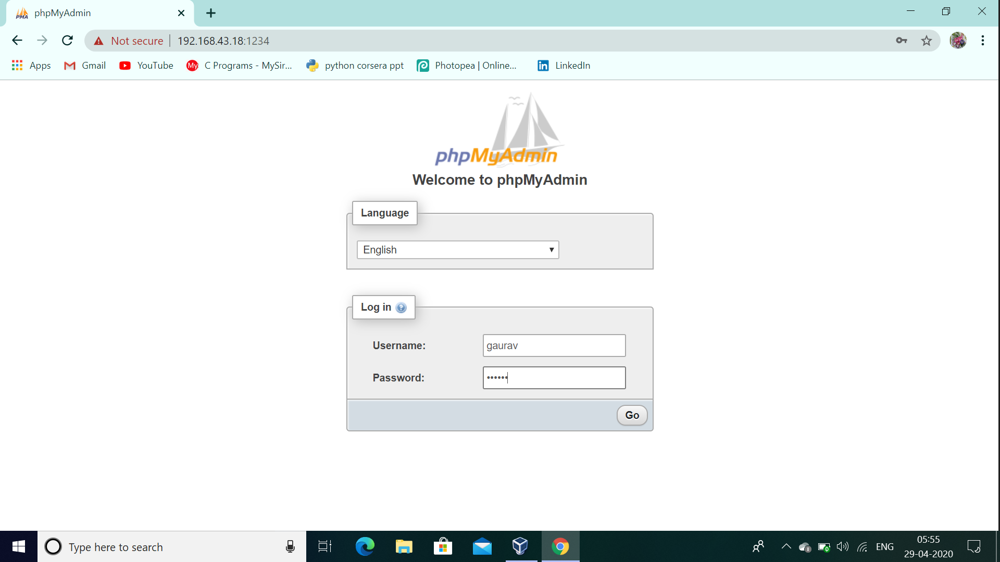 PMA phpMyAdmin
Not secure 192.168.43.18:1234
Apps Gmail YouTube My C Programs - MySir... python corsera ppt Photopea | Online... in LinkedIn
phpMyAdmin
Welcome to phpMyAdmin
Language
English
Log in ?
Username: gaurav
Password: ••••••
Go
Type here to search
ENG
05:55
29-04-2020